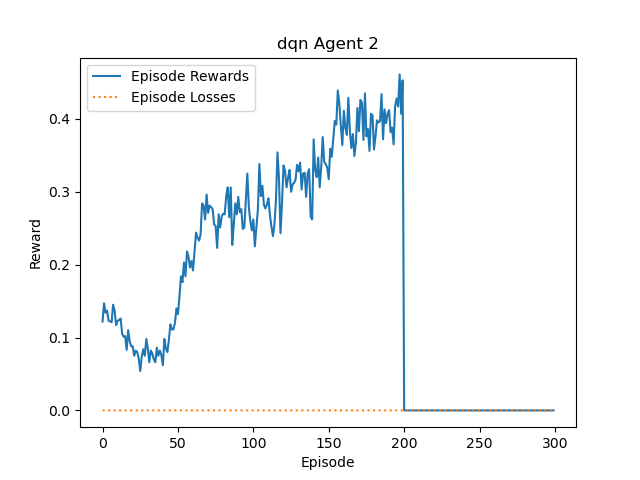 dqn Agent 2
Episode Rewards
Episode Losses
Reward
0.4
0.3
0.2
0.1
0.0
0 50 100 150 200 250 300
Episode